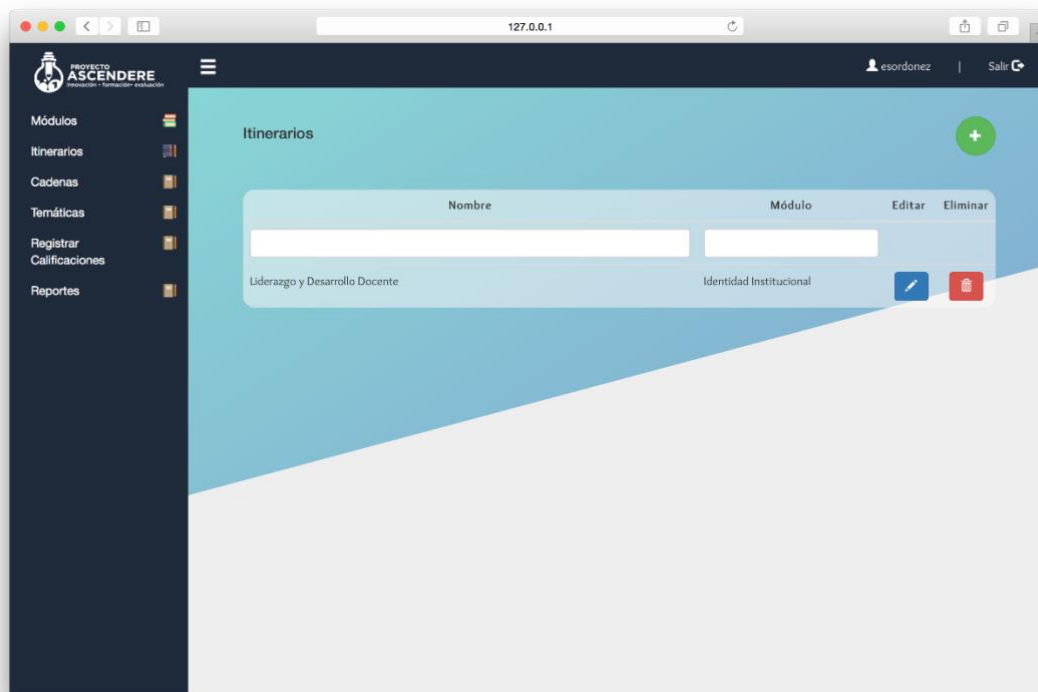 127.0.0.1
PROYECTO
ASCENDERE
innovación • formación • evaluación
esordonez | Salir
Módulos
Itinerarios
Cadenas
Temáticas
Registrar
Calificaciones
Reportes
Itinerarios
Nombre Módulo Editar Eliminar
Liderazgo y Desarrollo Docente Identidad Institucional